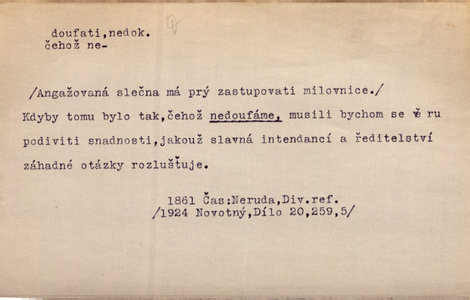 doufati,nedok.
čehož ne-
/Angažovaná slečna má prý zastupovati milovnice./
Kdyby tomu bylo tak,čehož nedoufáme, musili bychom se vě ru
podiviti snadnosti,jakouž slavná intendancí a ředitelství
záhadné otázky rozlušťuje.
1861 Čas:Neruda,Div.ref.
/1924 Novotný,Dílo 20,259,5/